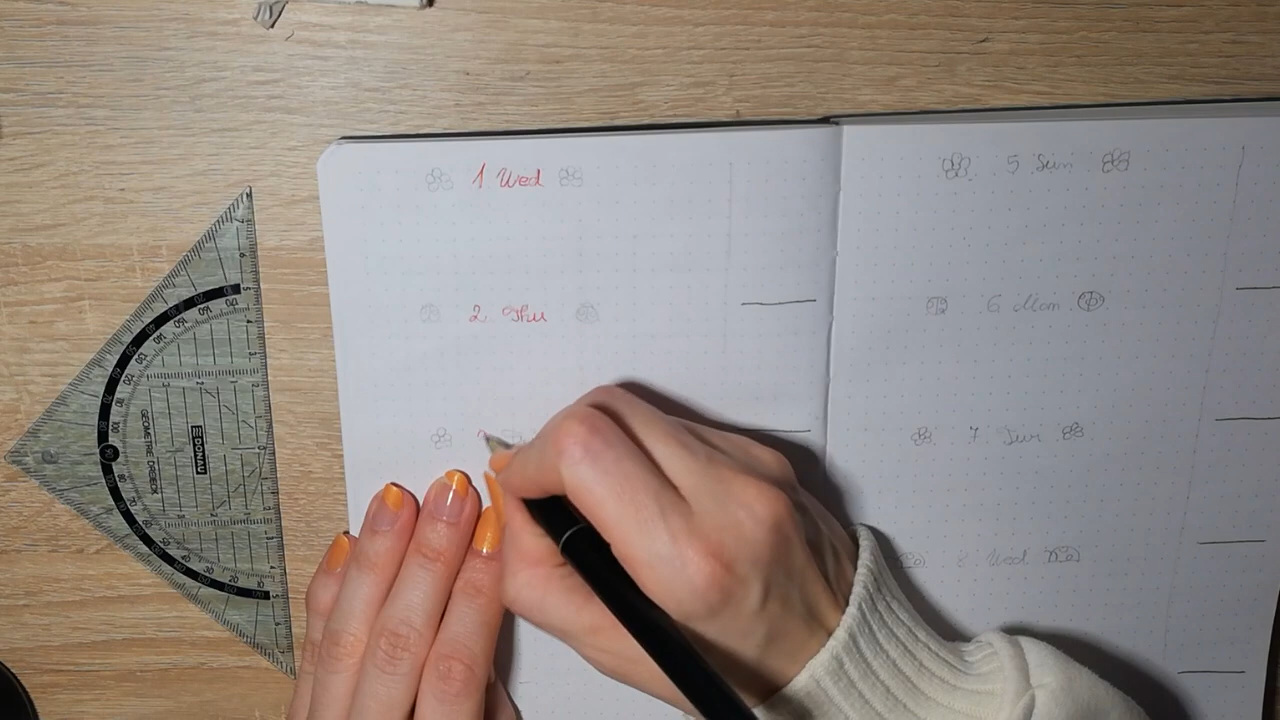 1 Wed
2 Thu
5 Sun
6 Mon
7 Tue
8 Wed
DONAU
GEOMETRIE DREIECK